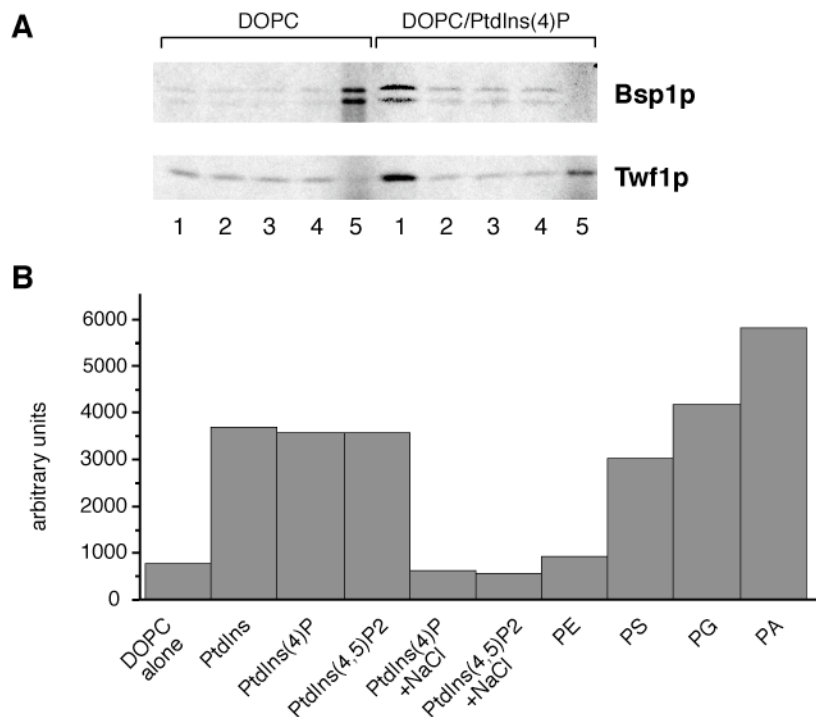 A
DOPC DOPC/PtdIns(4)P
Bsp1p
Twf1p
1 2 3 4 5 1 2 3 4 5
B
6000
5000
4000
3000
2000
1000
0
arbitrary units
DOPC alone
PtdIns
PtdIns(4)P
PtdIns(4,5)P2
PtdIns(4)P
+NaCl
PtdIns(4,5)P2
+NaCl
PE
PS
PG
PA